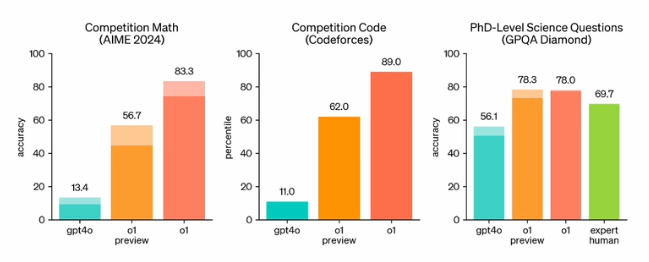 Competition Math
(AIME 2024)
100
80
60
40
20
0
accuracy
13.4
56.7
83.3
gpt4o
o1
preview
o1
Competition Code
(Codeforces)
100
80
60
40
20
0
percentile
11.0
62.0
89.0
gpt4o
o1
preview
o1
PhD-Level Science Questions
(GPQA Diamond)
100
80
60
40
20
0
accuracy
56.1
78.3
78.0
69.7
gpt4o
o1
preview
o1
expert
human